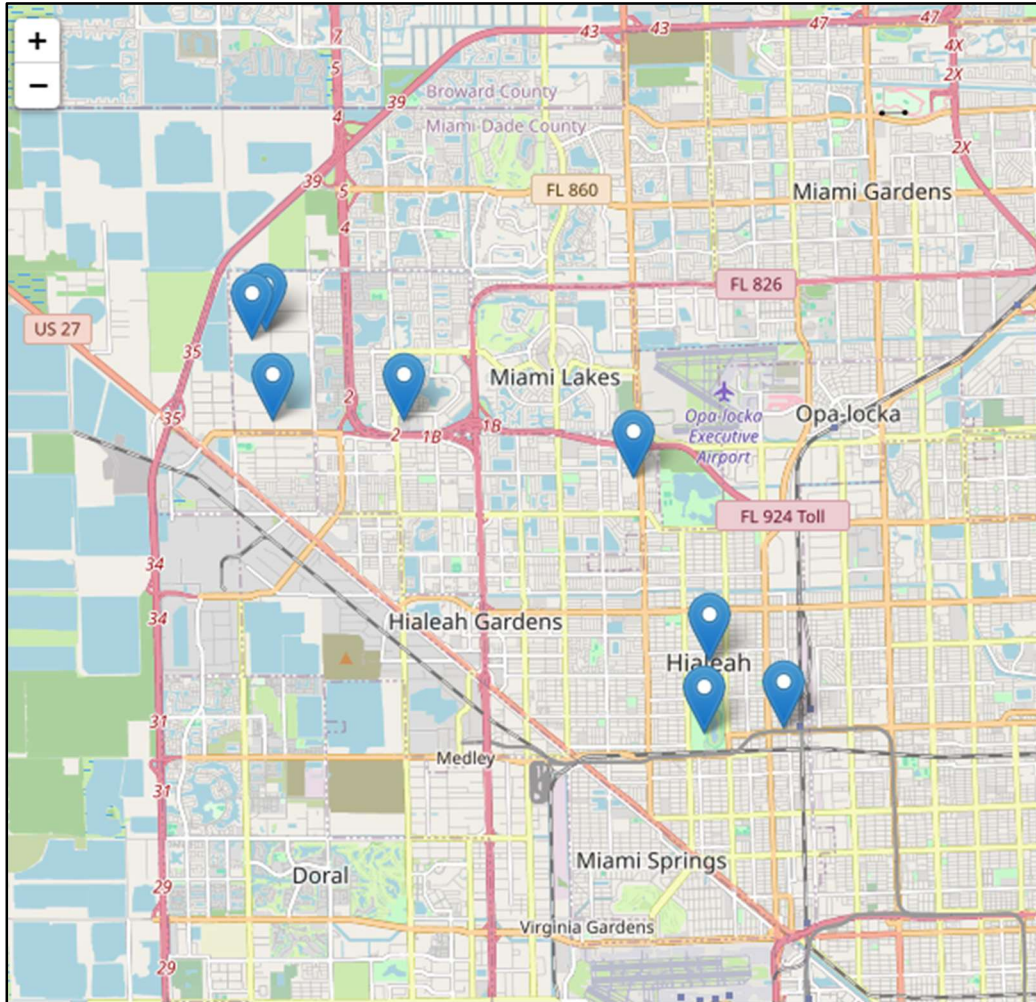 +
−
7
5
4
43
43
47
47
4X
2X
2X
39
Broward County
Miami-Dade County
39
5
4
FL 860
Miami Gardens
FL 826
US 27
35
35
2
2
1B
1B
Miami Lakes
Opa-locka
Executive
Airport
Opa-locka
FL 924 Toll
34
34
Hialeah Gardens
Hialeah
31
31
Medley
Doral
Miami Springs
29
29
Virginia Gardens